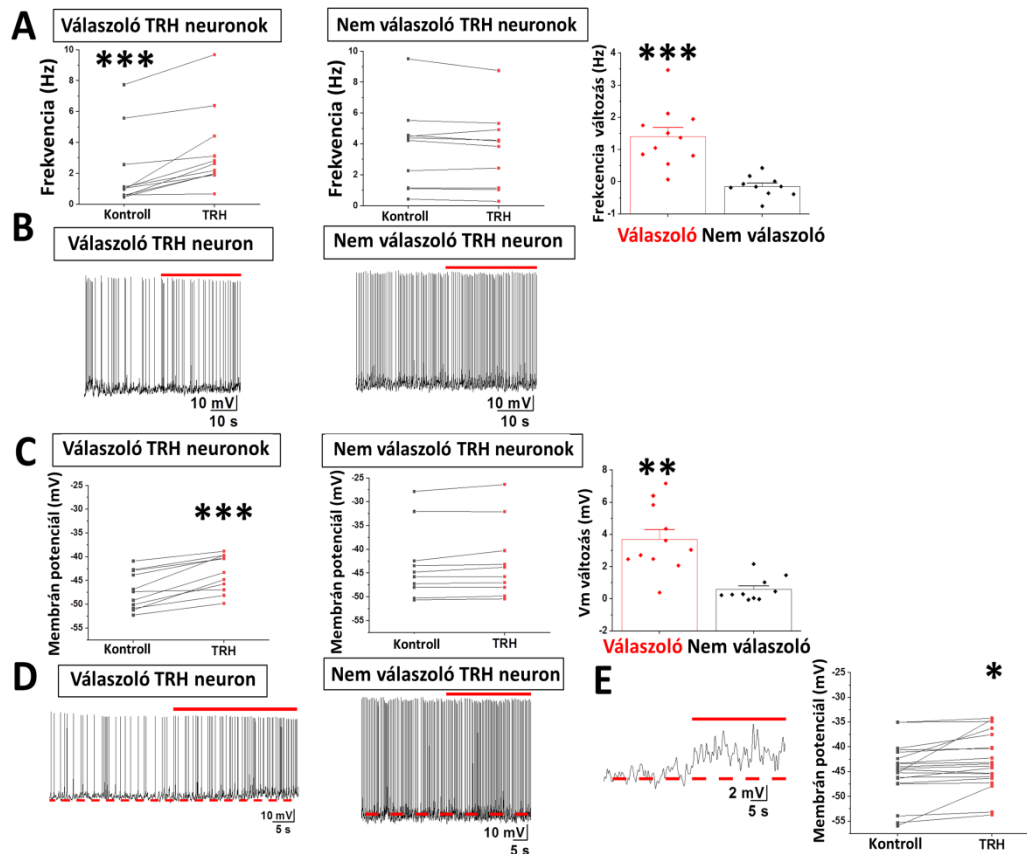 A
Válaszoló TRH neuronok
***
Frekvencia (Hz)
10
8
6
4
2
0
Kontroll TRH
Nem válaszoló TRH neuronok
Frekvencia (Hz)
10
8
6
4
2
0
Kontroll TRH
***
Frekcencia változás (Hz)
4
3
2
1
0
-1
Válaszoló Nem válaszoló
B
Válaszoló TRH neuron
10 mV
10 s
Nem válaszoló TRH neuron
10 mV
10 s
C
Válaszoló TRH neuronok
***
Membrán potenciál (mV)
-25
-30
-35
-40
-45
-50
-55
Kontroll TRH
Nem válaszoló TRH neuronok
Membrán potenciál (mV)
-25
-30
-35
-40
-45
-50
-55
Kontroll TRH
**
Vm változás (mV)
8
6
4
2
0
-2
Válaszoló Nem válaszoló
D
Válaszoló TRH neuron
10 mV
5 s
Nem válaszoló TRH neuron
10 mV
5 s
E
2 mV
5 s
*
Membrán potenciál (mV)
-25
-30
-35
-40
-45
-50
-55
Kontroll TRH